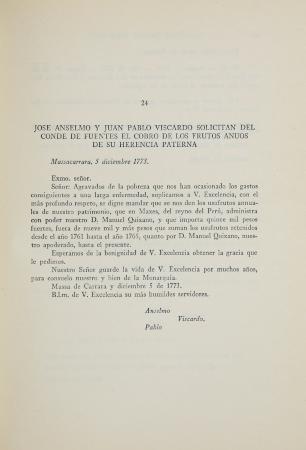 24
JOSE ANSELMO Y JUAN PABLO VISCARDO SOLICITAN DEL
CONDE DE FUENTES EL COBRO DE LOS FRUTOS ANUOS
DE SU HERENCIA PATERNA
Massacarrara, 5 diciembre 1773.
Exmo. señor.
Señor: Agravados de la pobreza que nos han ocasionado los gastos
consiguientes a una larga enfermedad, suplicamos a V. Excelencia, con el
más profundo respeto, se digne mandar que se nos den los usufrutos annua-
les de nuestro patrimonio, que en Maxes, del reyno del Perú, administra
con poder nuestro D. Manuel Quixano, y que importa quinte mil pesos
fuertes, fuera de nueve mil y más pesos que suman los usufrutos retenidos
desde el año 1761 hasta el año 1765, quanto por D. Manuel Quixano, nues-
tro apoderado, hasta el presente.
Esperamos de la benignidad de V. Excelenzia obtener la gracia que
le pedimos.
Nuestro Señor guarde la vida de V. Excelencia por muchos años,
para consuelo nuestro y bien de la Monarquía.
Massa de Carrara y diciembre 5 de 1773.
B.l.m. de V. Excelencia su más humildes servidores.
Anselmo
Viscardo,
Pablo